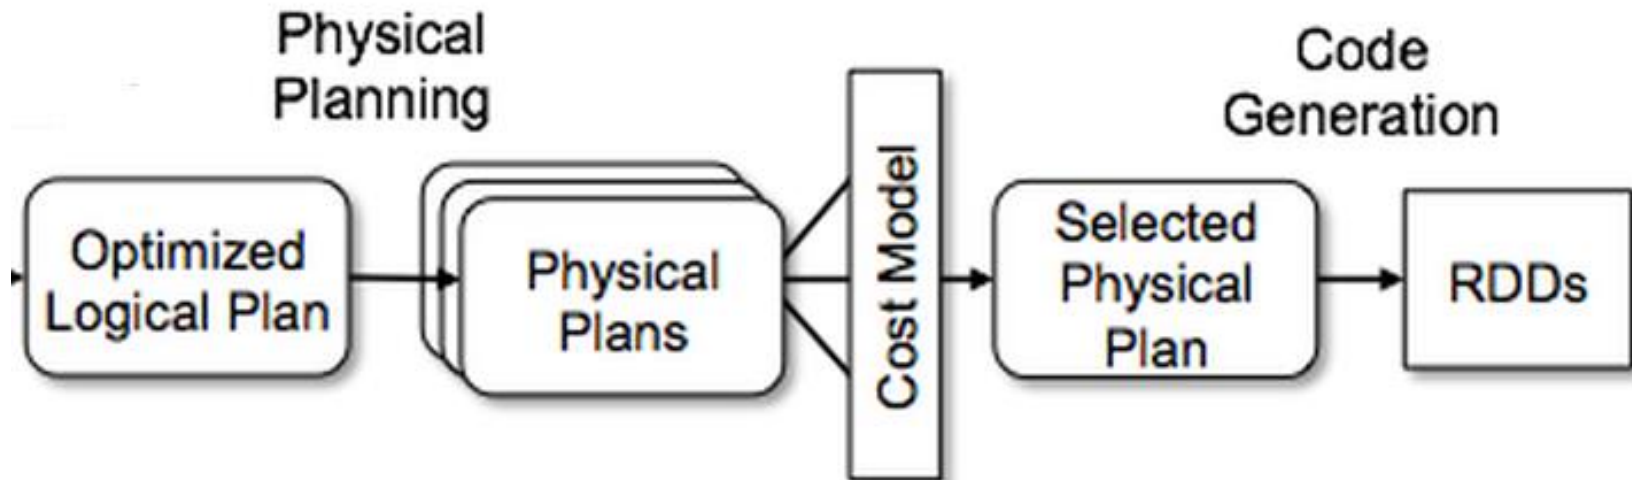 Physical
Planning
Code
Generation
Optimized
Logical Plan
Physical
Plans
Cost Model
Selected
Physical
Plan
RDDs